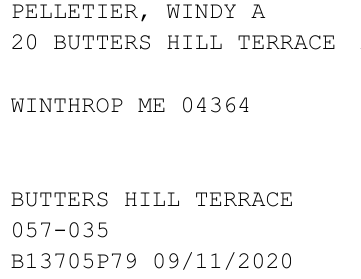 PELLETIER, WINDY A
20 BUTTERS HILL TERRACE
WINTHROP ME 04364
BUTTERS HILL TERRACE
057-035
B13705P79 09/11/2020